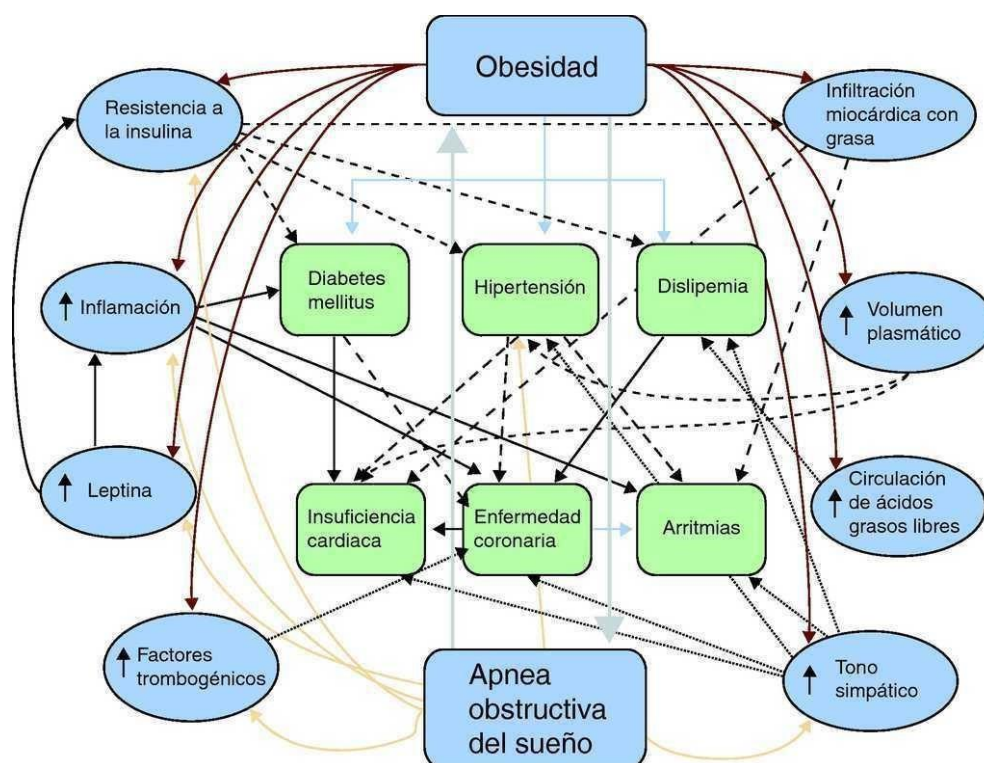 Obesidad
Resistencia a
la insulina
Infiltración
miocárdica con
grasa
Diabetes
mellitus
Hipertensión
Dislipemia
Inflamación
Volumen
plasmático
Leptina
Insuficiencia
cardiaca
Enfermedad
coronaria
Arritmias
Circulación
de ácidos
grasos libres
Factores
trombogénicos
Apnea
obstructiva
del sueño
Tono
simpático